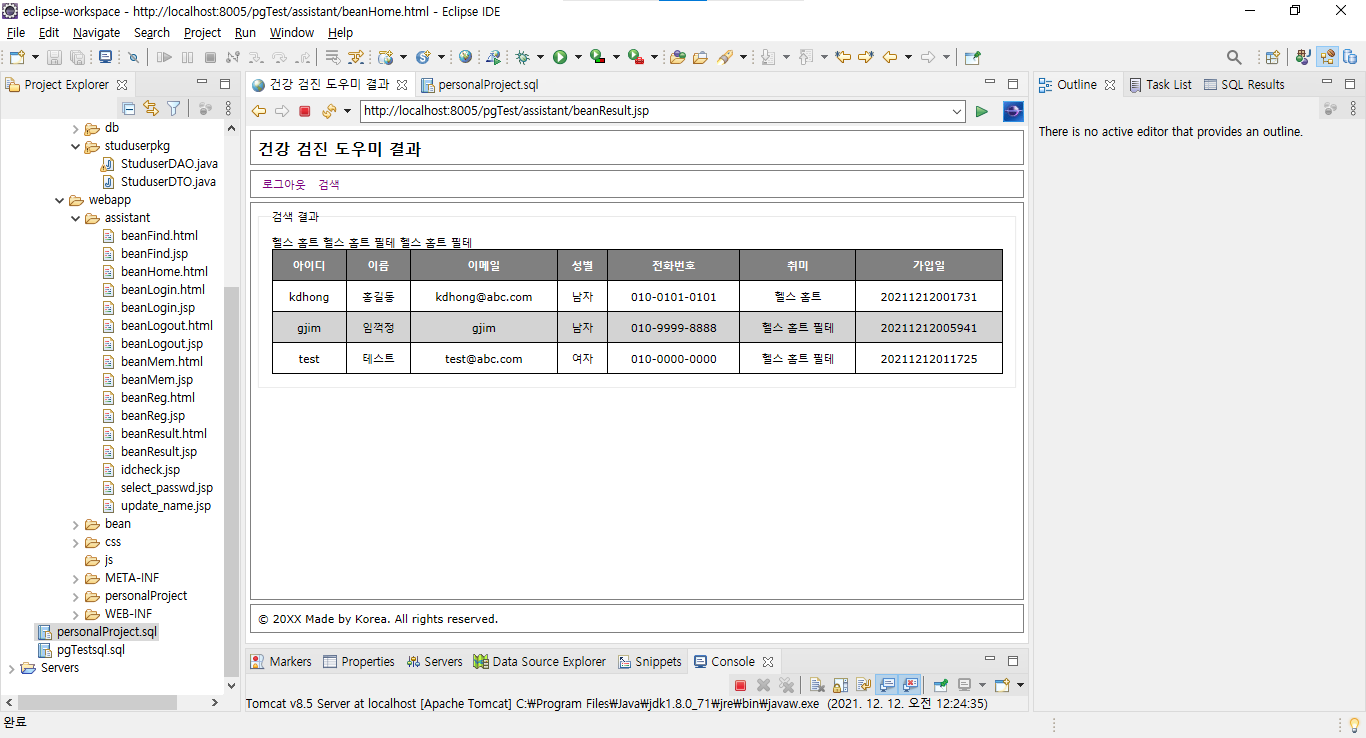 eclipse-workspace - http://localhost:8005/pgTest/assistant/beanHome.html - Eclipse IDE
File Edit Navigate Search Project Run Window Help
Project Explorer
db
studuserpkg
StuduserDAO.java
StuduserDTO.java
webapp
assistant
beanFind.html
beanFind.jsp
beanHome.html
beanLogin.html
beanLogin.jsp
beanLogout.html
beanLogout.jsp
beanMem.html
beanMem.jsp
beanReg.html
beanReg.jsp
beanResult.html
beanResult.jsp
idcheck.jsp
select_passwd.jsp
update_name.jsp
bean
css
js
META-INF
personalProject
WEB-INF
personalProject.sql
pgTestsql.sql
Servers
건강 검진 도우미 결과 personalProject.sql
http://localhost:8005/pgTest/assistant/beanResult.jsp
건강 검진 도우미 결과
로그아웃 검색
검색 결과
헬스 홈트 헬스 홈트 필테 헬스 홈트 필테
아이디 이름 이메일 성별 전화번호 취미 가입일
kdhong 홍길동 kdhong@abc.com 남자 010-0101-0101 헬스 홈트 20211212001731
gjim 임꺽정 gjim 남자 010-9999-8888 헬스 홈트 필테 20211212005941
test 테스트 test@abc.com 여자 010-0000-0000 헬스 홈트 필테 20211212011725
© 20XX Made by Korea. All rights reserved.
Markers Properties Servers Data Source Explorer Snippets Console
Tomcat v8.5 Server at localhost [Apache Tomcat] C:₩Program Files₩Java₩jdk1.8.0_71₩jre₩bin₩javaw.exe (2021. 12. 12. 오전 12:24:35)
Outline Task List SQL Results
There is no active editor that provides an outline.
완료